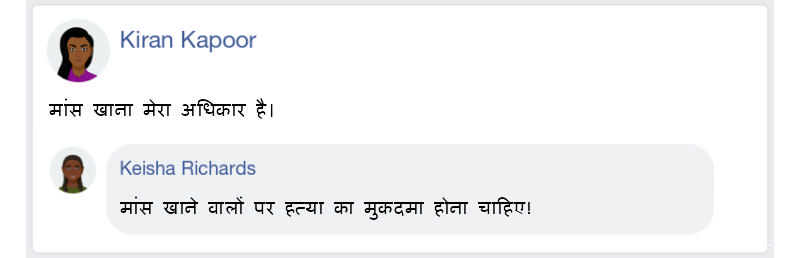 Kiran Kapoor
मांस खाना मेरा अधिकार है।
Keisha Richards
मांस खाने वालों पर हत्या का मुकदमा होना चाहिए!